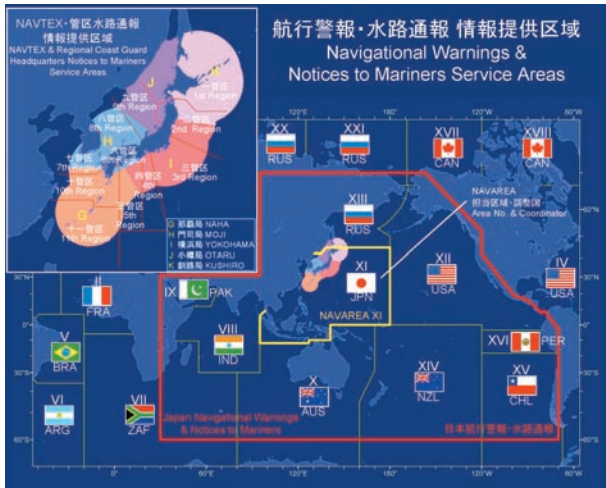 航行警報・水路通報 情報提供区域
Navigational Warnings &
Notices to Mariners Service Areas
NAVTEX・管区水路通報
情報提供区域
NAVTEX & Regional Coast Guard
Headquarters Notices to Mariners
Service Areas
K
一管区
1st Region
J
九管区
9th Region
二管区
2nd Region
八管区
8th Region
H
六管区
6th Region
I
三管区
3rd Region
四管区
4th
Region
七管区
7th Region
十管区
10th Region
五管区
5th
Region
G
十一管区
11th Region
G 那覇局 NAHA
H 門司局 MOJI
I 横浜局 YOKOHAMA
J 小樽局 OTARU
K 釧路局 KUSHIRO
120°E
180°
120°W
60°W
XX
RUS
XXI
RUS
XVII
CAN
XVIII
CAN
60°N
NAVAREA
担当区域・調整国
Area No. & Coordinator
XIII
RUS
XI
JPN
XII
USA
IV
USA
30°N
II
FRA
IX PAK
NAVAREA XI
0°
V
BRA
VIII
IND
XVI PER
30°S
VI
ARG
VII
ZAF
X
AUS
XIV
NZL
XV
CHL
Japan Navigational Warnings
& Notices to Mariners
日本航行警報・水路通報
60°S
0°
60°E
120°E
180°
120°W
60°W